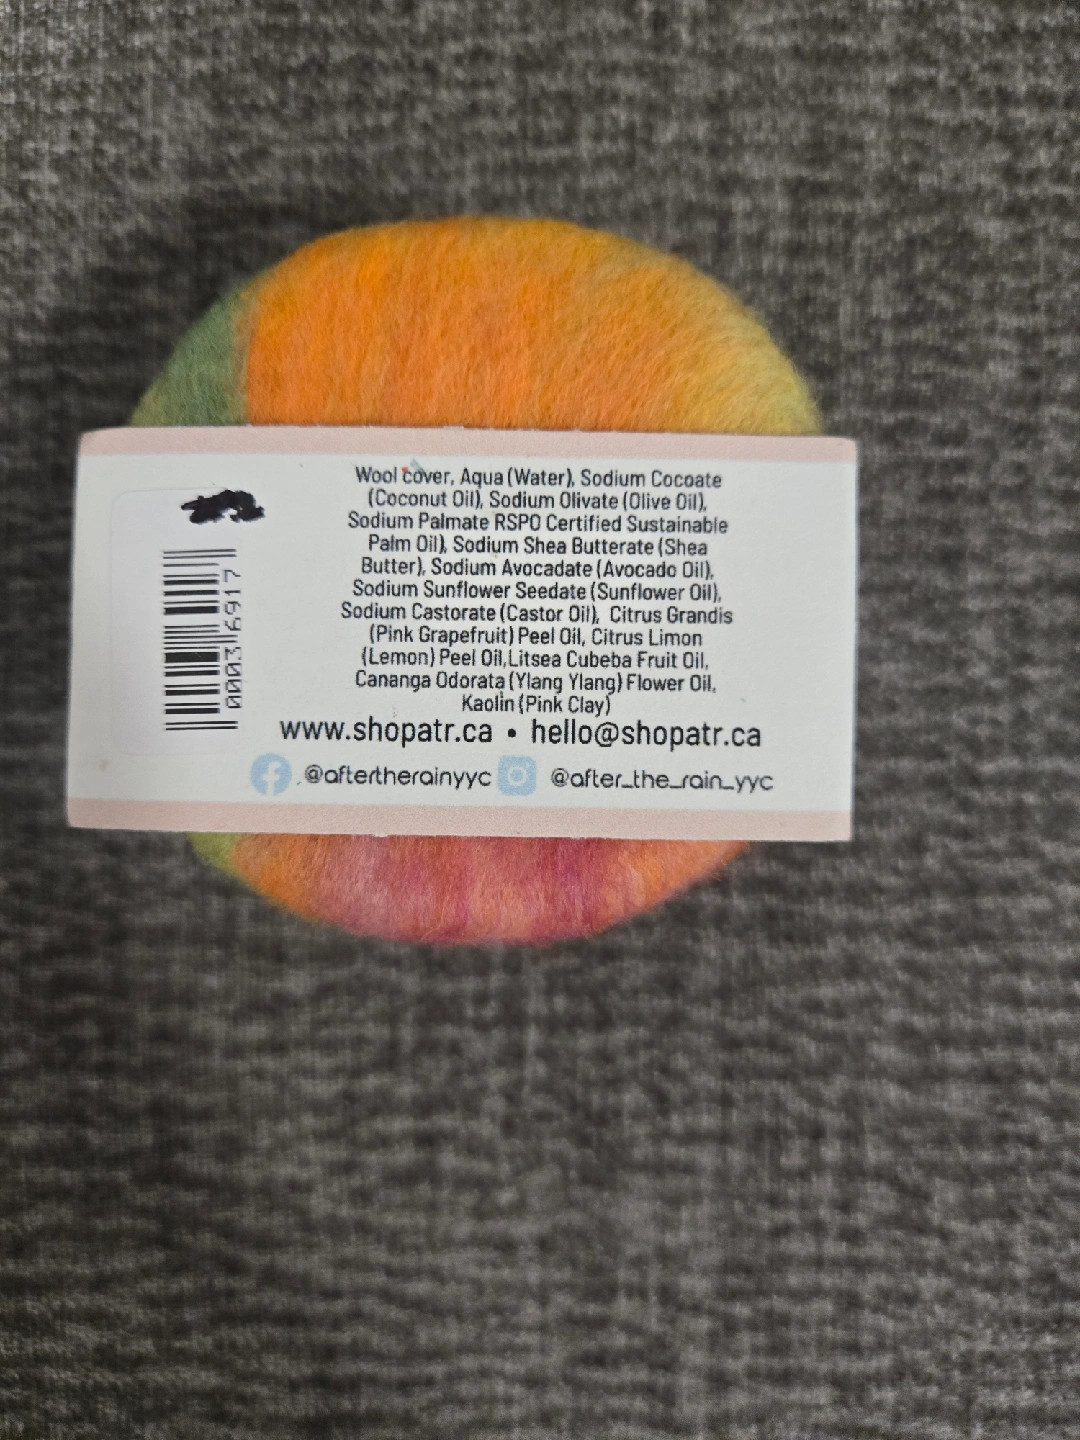 Wool cover, Aqua (Water), Sodium Cocoate
(Coconut Oil), Sodium Olivate (Olive Oil),
Sodium Palmate RSPO Certified Sustainable
Palm Oil), Sodium Shea Butterate (Shea
Butter), Sodium Avocadate (Avocado Oil),
Sodium Sunflower Seedate (Sunflower Oil),
Sodium Castorate (Castor Oil), Citrus Grandis
(Pink Grapefruit) Peel Oil, Citrus Limon
(Lemon) Peel Oil,Litsea Cubeba Fruit Oil,
Cananga Odorata (Ylang Ylang) Flower Oil,
Kaolin (Pink Clay)
www.shopatr.ca • hello@shopatr.ca
@aftertherainyyc @after_the_rain_yyc
00036917